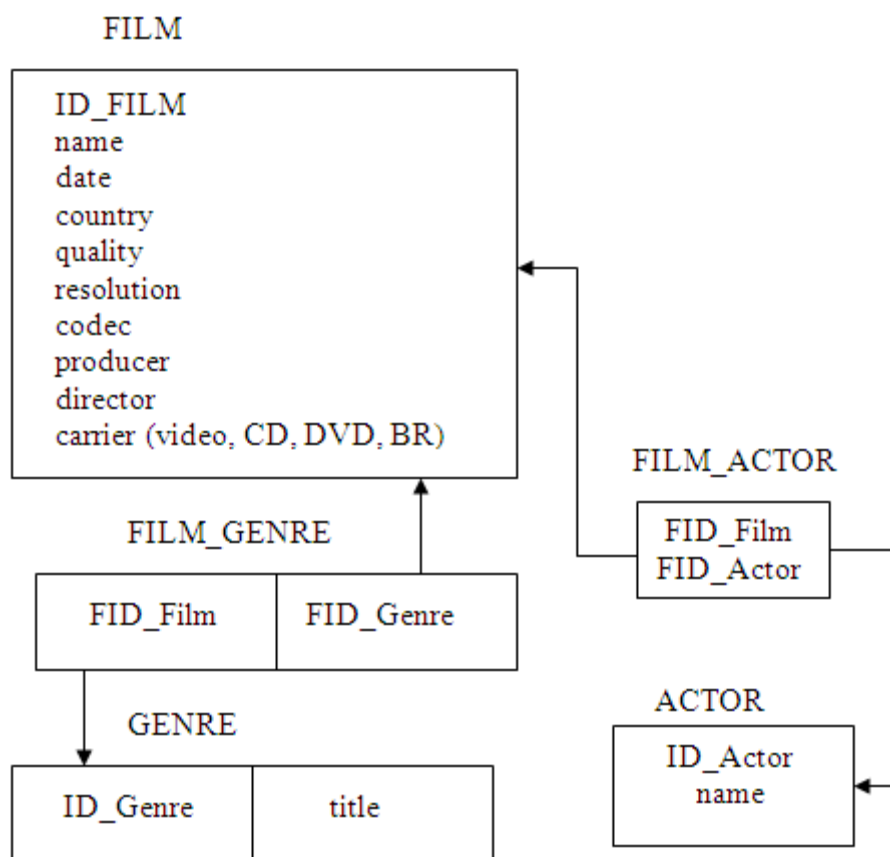 FILM
ID_FILM
name
date
country
quality
resolution
codec
producer
director
carrier (video, CD, DVD, BR)
FILM_GENRE
FID_Film FID_Genre
GENRE
ID_Genre title
FILM_ACTOR
FID_Film
FID_Actor
ACTOR
ID_Actor
name